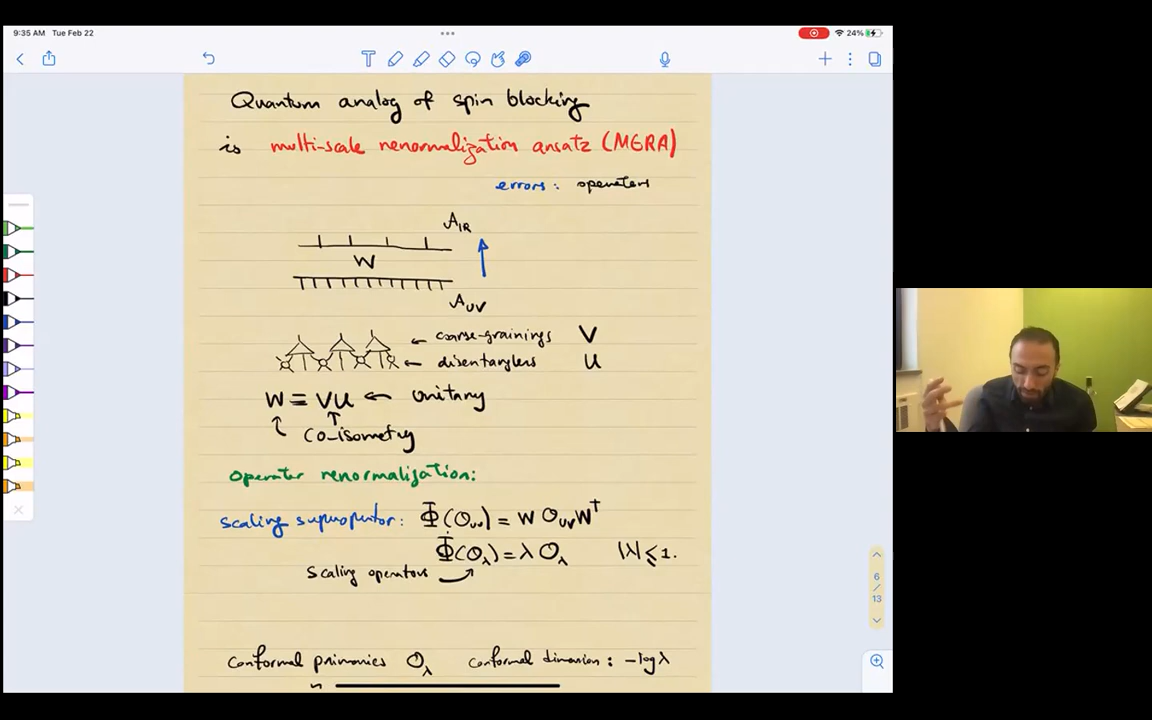 9:35 AM Tue Feb 22
24%
Quantum analog of spin blocking
is multi-scale renormalization ansatz (MERA)
errors: operators
A_IR
W
A_UV
← coarse-grainings V
← disentanglers U
W = VU ← Unitary
Co-isometry
operator renormalization:
Scaling superoperator: Φ(O_UV) = W O_UV W†
Φ(O_λ) = λ O_λ |λ| ≤ 1.
Scaling operators
Conformal primaries O_λ Conformal dimension: -log λ
6
/
13